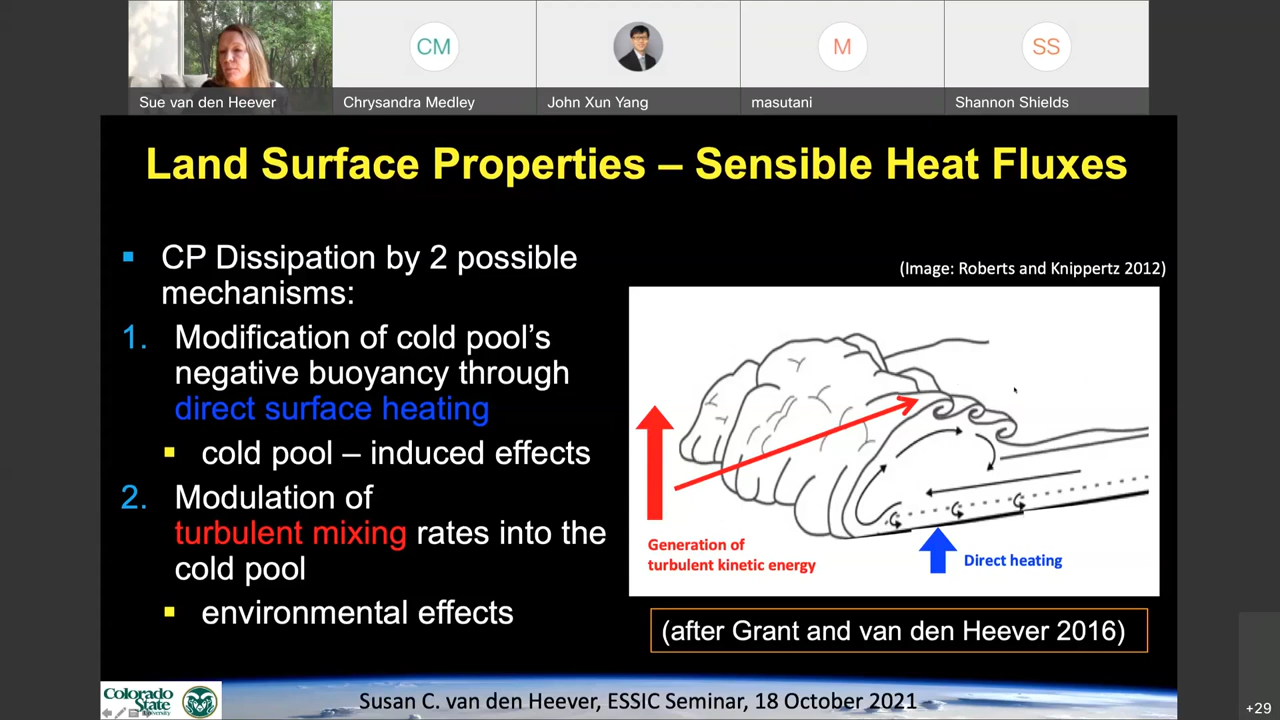 CM
M
SS
Sue van den Heever
Chrysandra Medley
John Xun Yang
masutani
Shannon Shields
Land Surface Properties – Sensible Heat Fluxes
▪ CP Dissipation by 2 possible
mechanisms:
1. Modification of cold pool's
negative buoyancy through
direct surface heating
▪ cold pool – induced effects
2. Modulation of
turbulent mixing rates into the
cold pool
▪ environmental effects
(Image: Roberts and Knippertz 2012)
Generation of
turbulent kinetic energy
Direct heating
(after Grant and van den Heever 2016)
Colorado
State
University
Susan C. van den Heever, ESSIC Seminar, 18 October 2021
+29